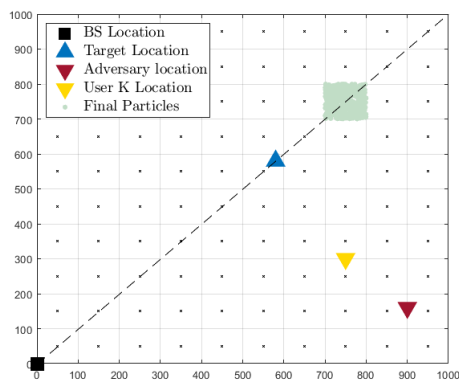 1000
900
800
700
600
500
400
300
200
100
0
BS Location
Target Location
Adversary location
User K Location
Final Particles
0 100 200 300 400 500 600 700 800 900 1000